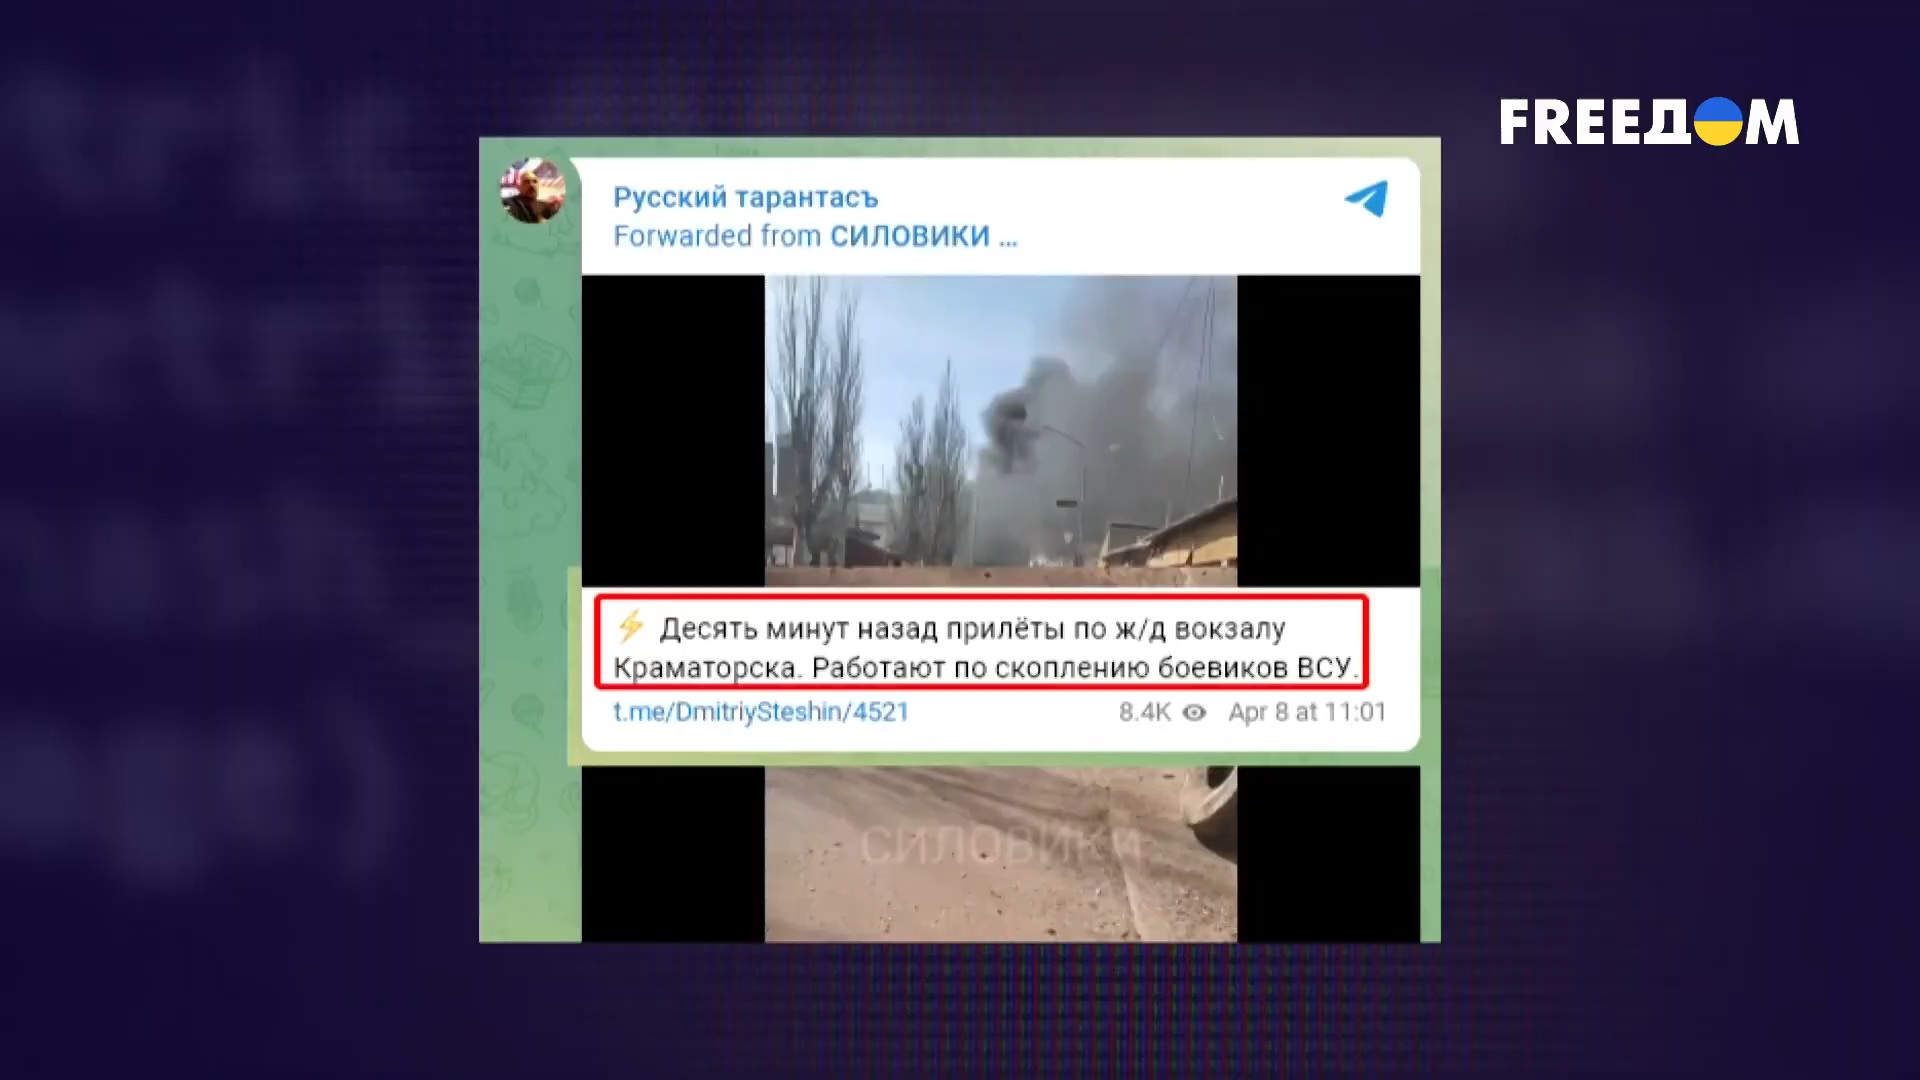 FREEДOM
Русский тарантасъ
Forwarded from СИЛОВИКИ ...
⚡ Десять минут назад прилёты по ж/д вокзалу
Краматорска. Работают по скоплению боевиков ВСУ.
t.me/DmitriySteshin/4521 8.4K Apr 8 at 11:01
СИЛОВИКИ